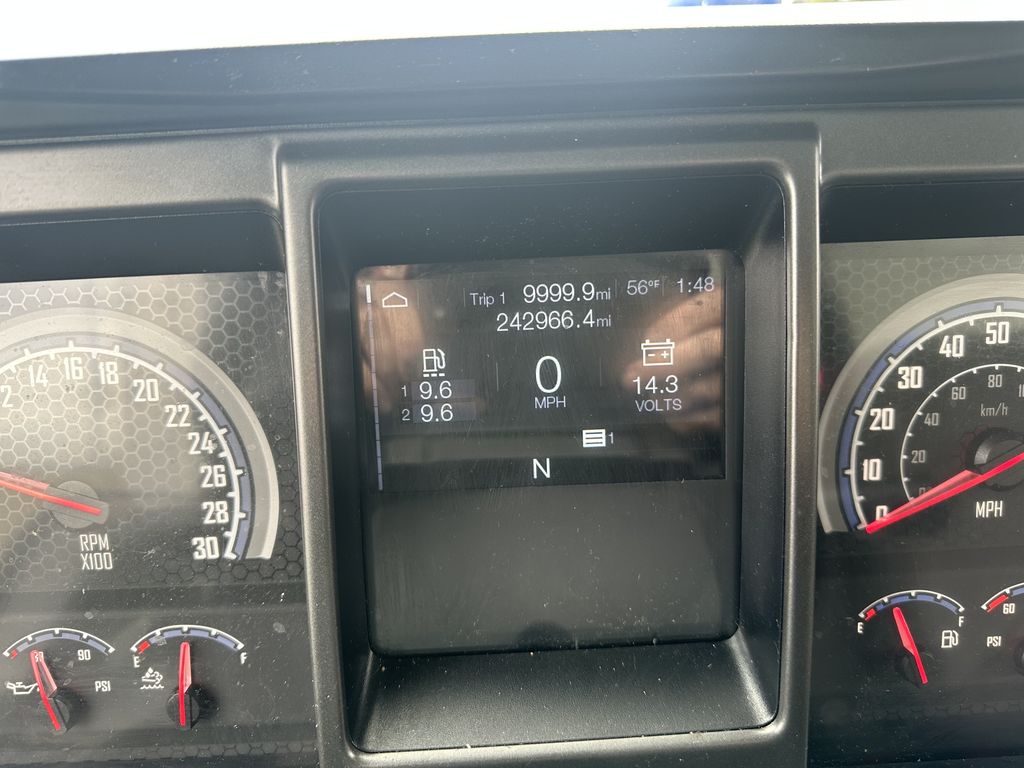 Trip 1 9999.9mi 56°F 1:48
242966.4mi
1 9.6
2 9.6
0
MPH
14.3
VOLTS
1
N
14 16 18 20 22 24 26 28 30
RPM
X100
90
PSI
E F
0 10 20 30 40 50
20 40 60 80
km/h
MPH
E F
60
PSI